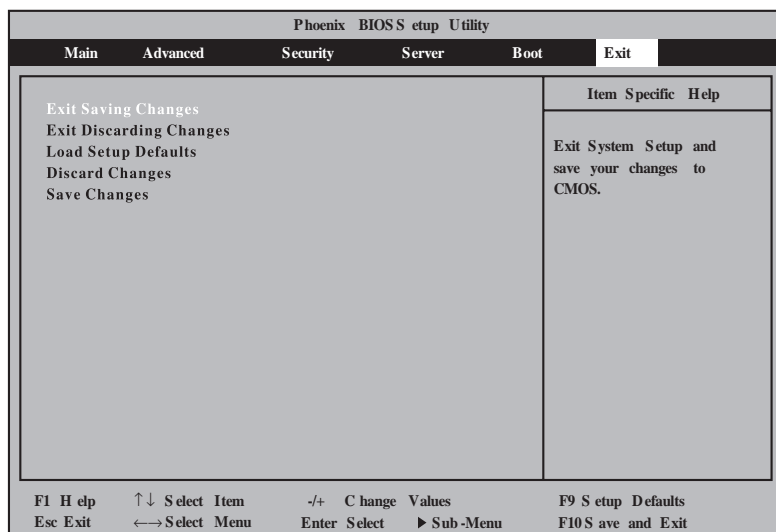 Phoenix BIOS Setup Utility
Main Advanced Security Server Boot Exit
Exit Saving Changes
Exit Discarding Changes
Load Setup Defaults
Discard Changes
Save Changes
Item Specific Help
Exit System Setup and
save your changes to
CMOS.
F1 Help ↑↓ Select Item -/+ Change Values F9 Setup Defaults
Esc Exit ←→ Select Menu Enter Select ▶ Sub-Menu F10 Save and Exit